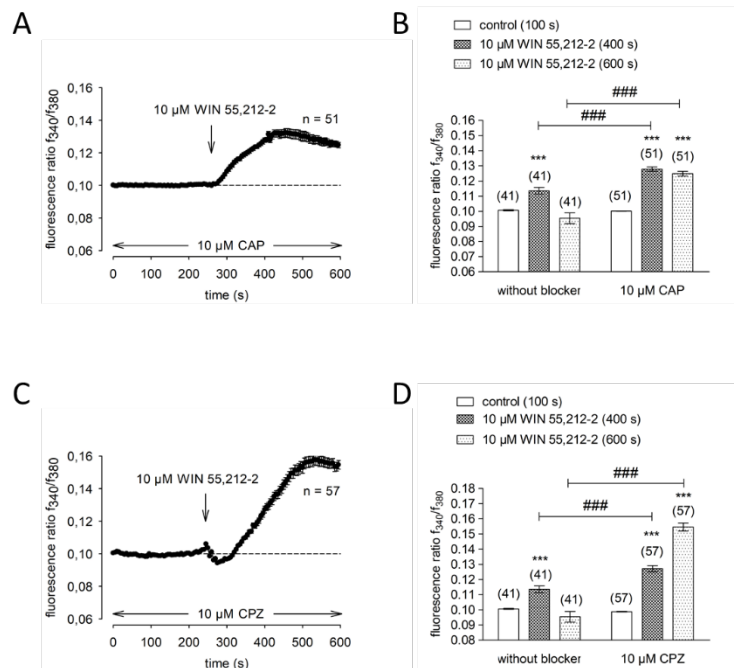 A
0,16
0,14
0,12
0,10
0,08
0,06
fluorescence ratio f340/f380
10 µM WIN 55,212-2
n = 51
10 µM CAP
0 100 200 300 400 500 600
time (s)
B
control (100 s)
10 µM WIN 55,212-2 (400 s)
10 µM WIN 55,212-2 (600 s)
###
###
fluorescence ratio f340/f380
0.16
0.15
0.14
0.13
0.12
0.11
0.10
0.09
0.08
0.07
0.06
(41)
***
(41)
(41)
(51)
***
(51)
***
(51)
without blocker 10 µM CAP
C
0,16
0,14
0,12
0,10
0,08
0,06
fluorescence ratio f340/f380
10 µM WIN 55,212-2
n = 57
10 µM CPZ
0 100 200 300 400 500 600
time (s)
D
control (100 s)
10 µM WIN 55,212-2 (400 s)
10 µM WIN 55,212-2 (600 s)
###
###
fluorescence ratio f340/f380
0.18
0.17
0.16
0.15
0.14
0.13
0.12
0.11
0.10
0.09
0.08
(41)
***
(41)
(41)
(57)
***
(57)
***
(57)
without blocker 10 µM CPZ